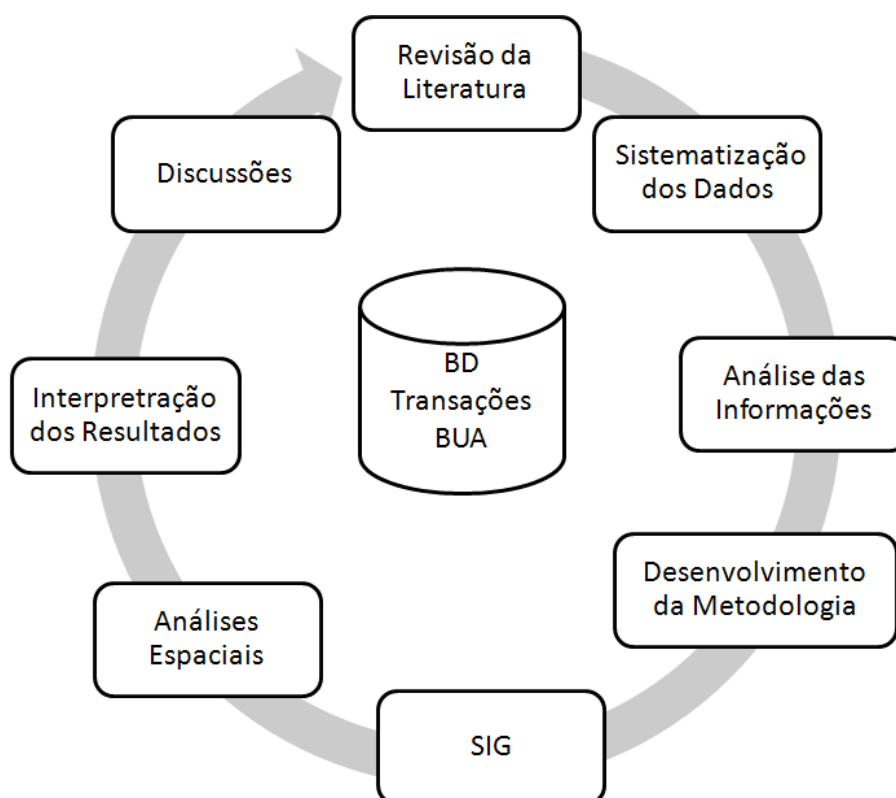 Revisão da
Literatura
Sistematização
dos Dados
Análise das
Informações
Desenvolvimento
da Metodologia
SIG
Análises
Espaciais
Interpretração
dos Resultados
Discussões
BD
Transações
BUA